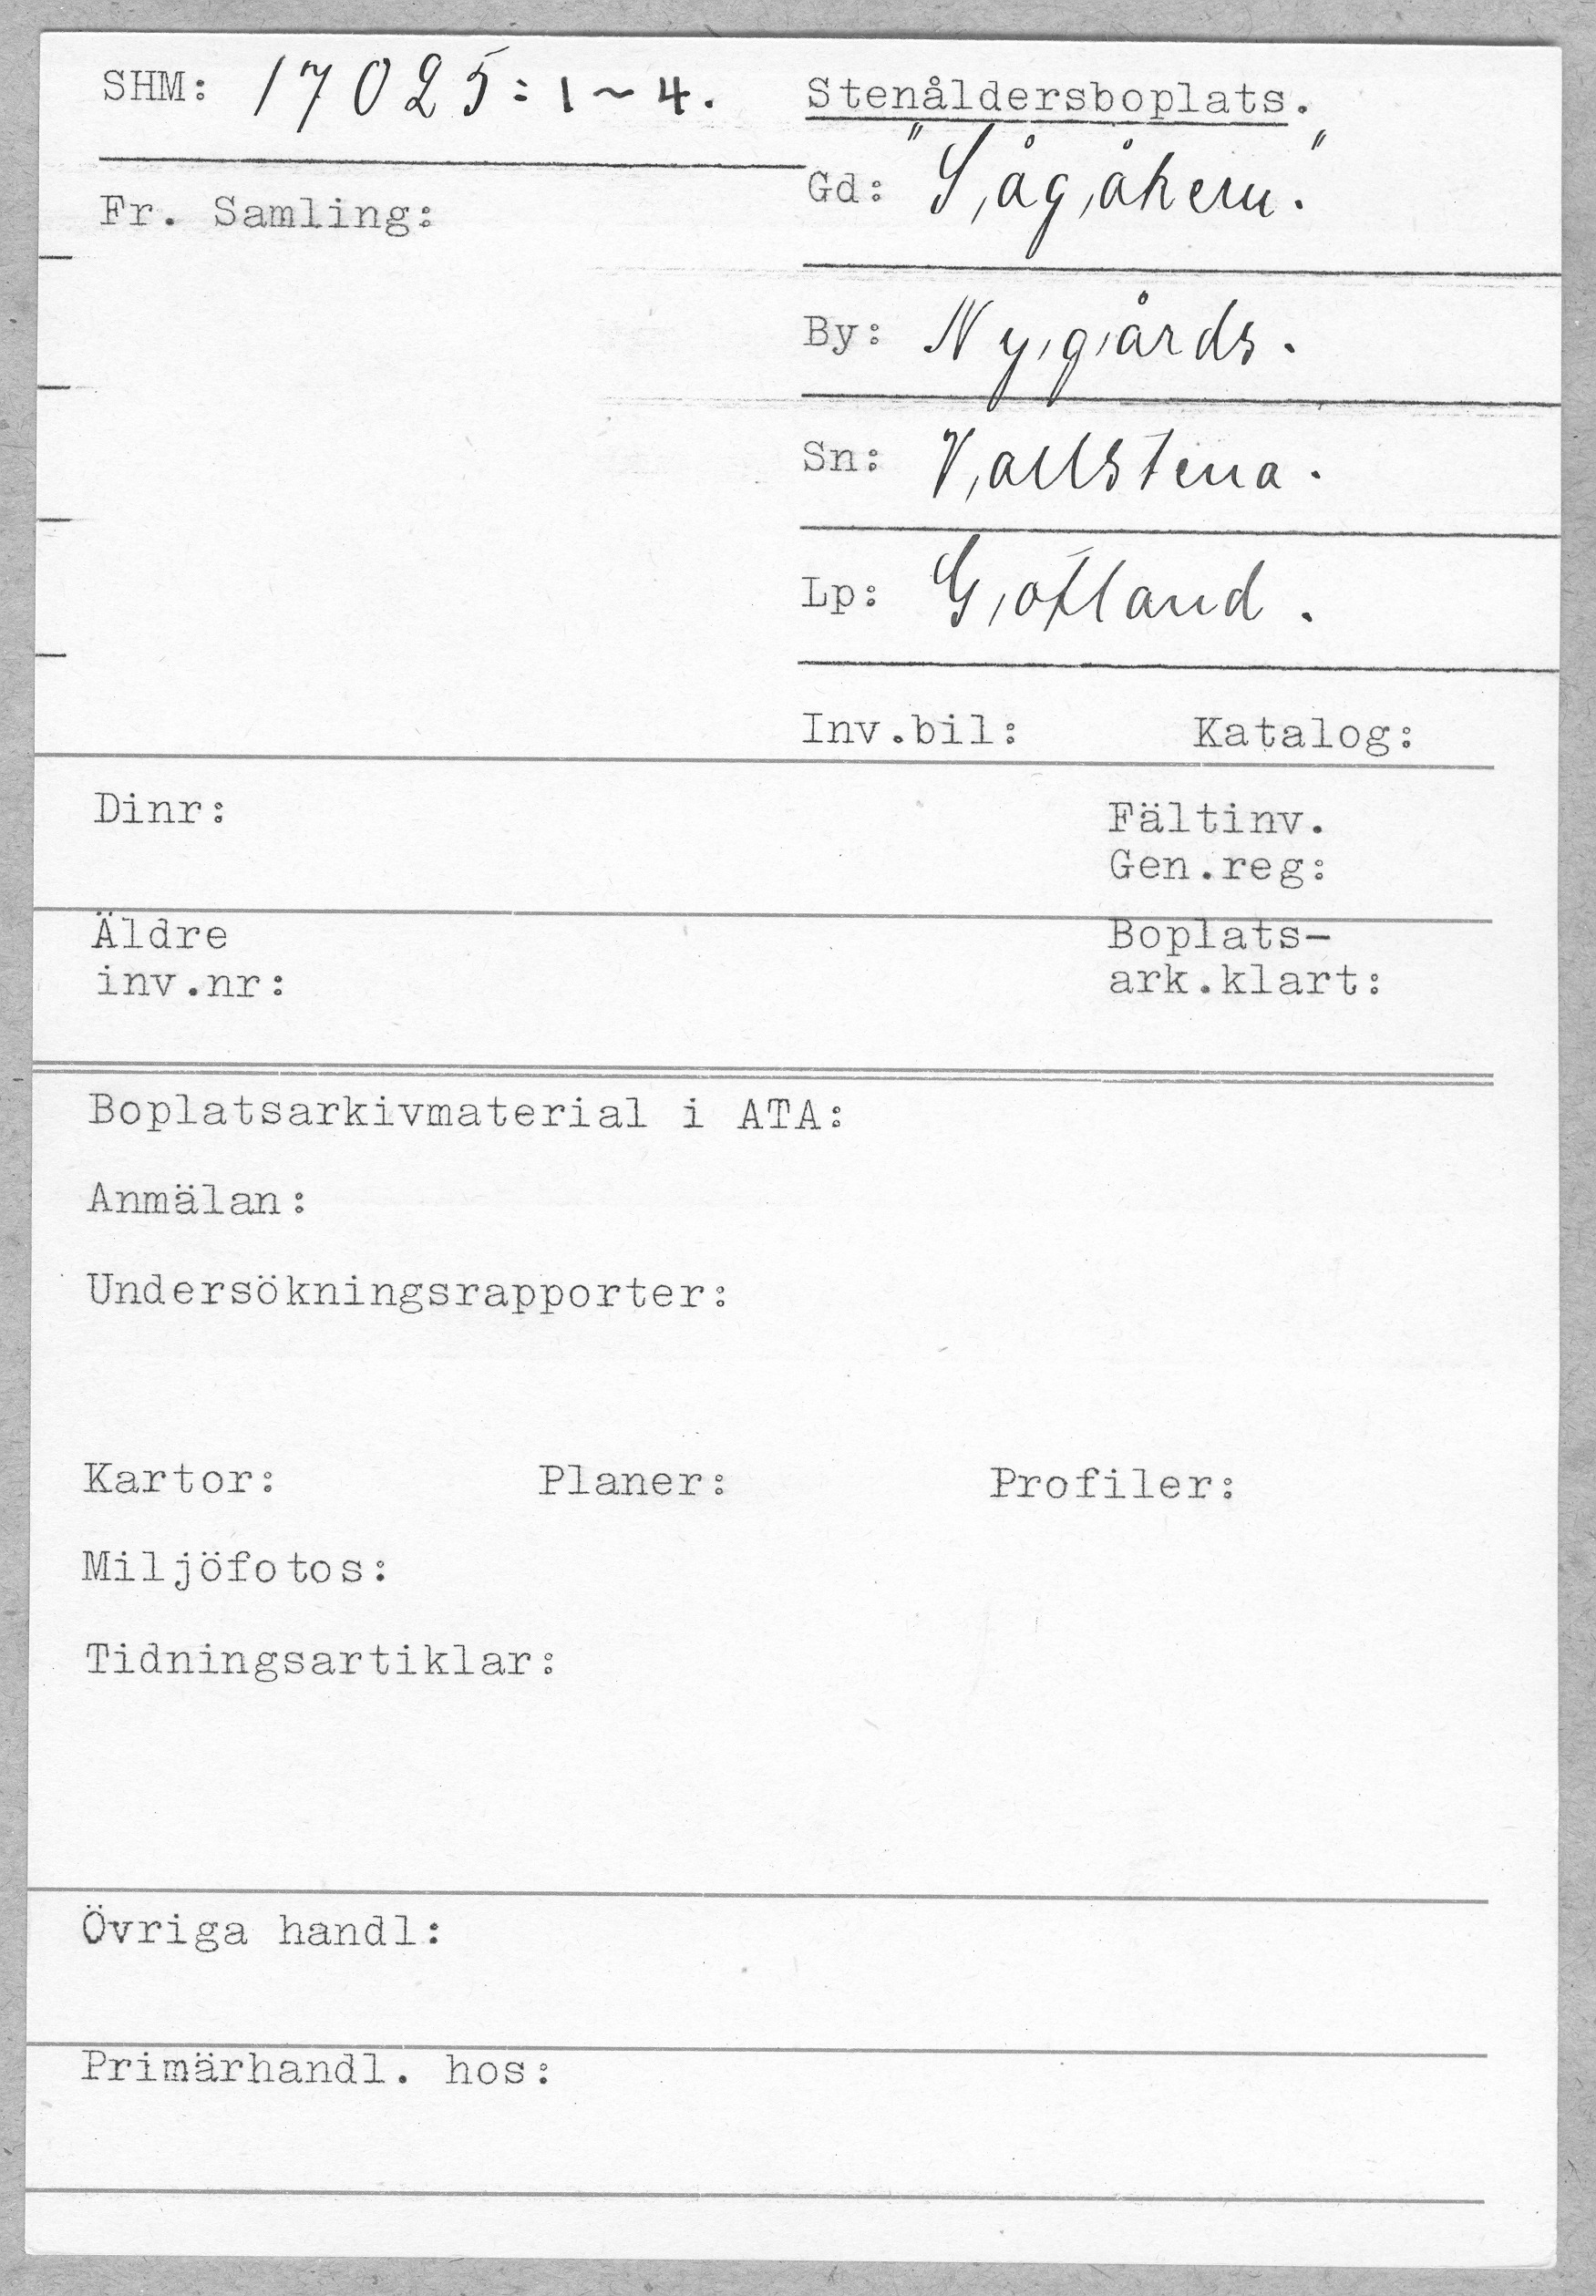 SHM: 17025:1~4.
Stenåldersboplats.
Gd: "Sågåkern."
Fr. Samling:
By: Nygårds.
Sn: Vallstena.
Lp: Gotland.
Inv.bil: Katalog:
Dinr: Fältinv.
Gen.reg:
Äldre Boplats-
inv.nr: ark.klart:
Boplatsarkivmaterial i ATA:
Anmälan:
Undersökningsrapporter:
Kartor: Planer: Profiler:
Miljöfotos:
Tidningsartiklar:
Övriga handl:
Primärhandl. hos: